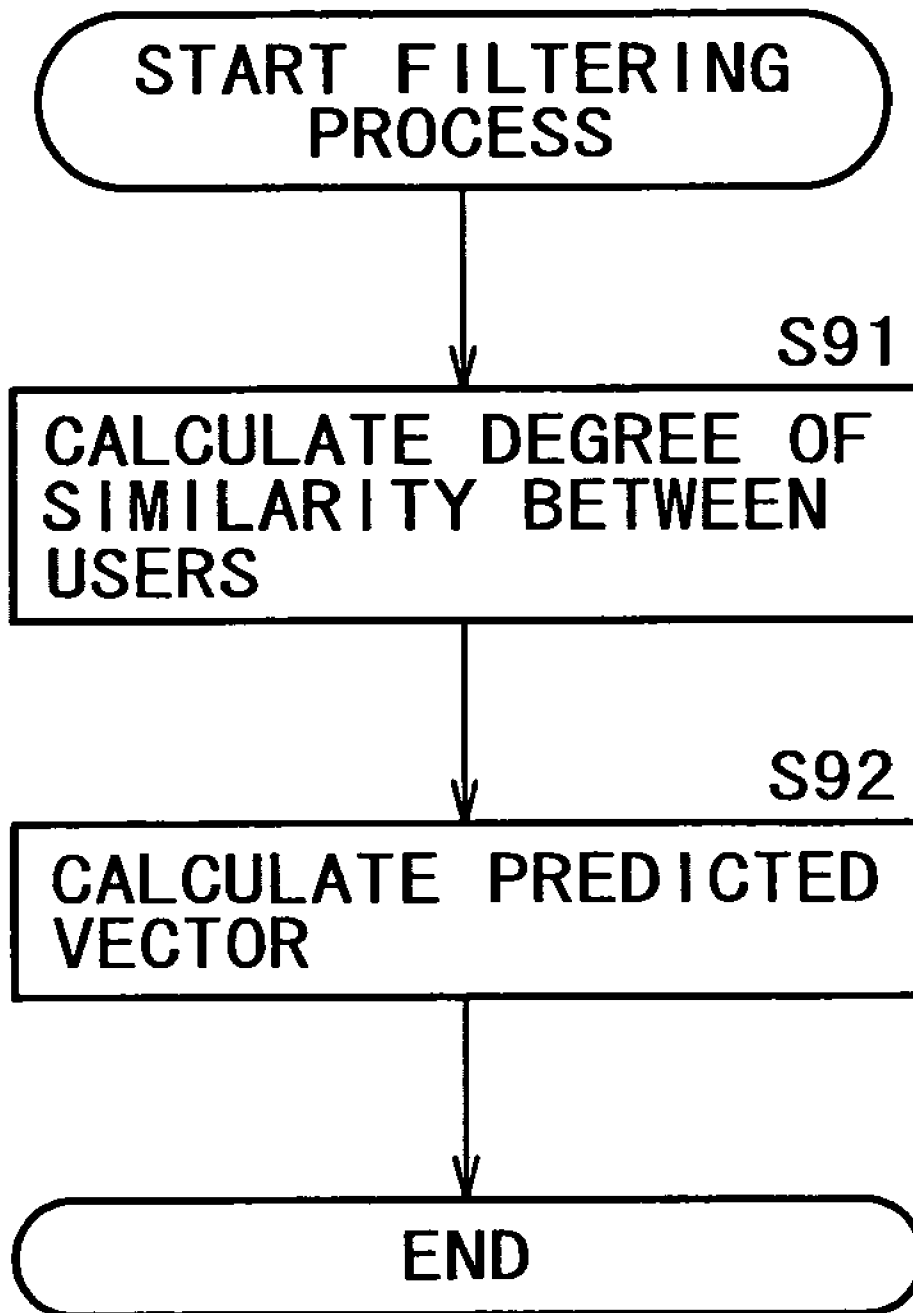 START FILTERING
PROCESS
S91
CALCULATE DEGREE OF
SIMILARITY BETWEEN
USERS
S92
CALCULATE PREDICTED
VECTOR
END